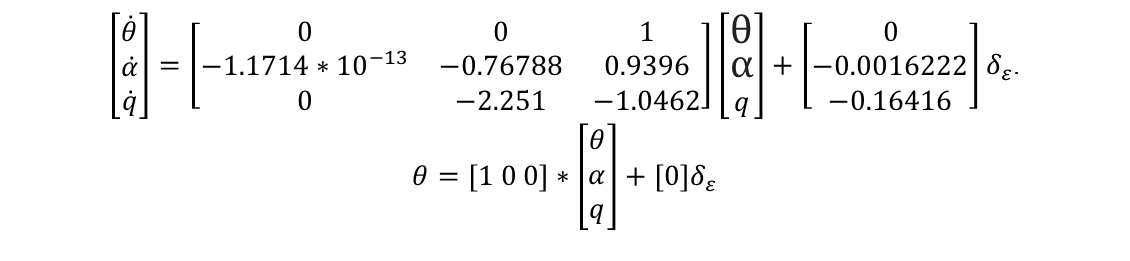 [θ̇ α̇ q̇] = [0 0 1; −1.1714 ∗ 10⁻¹³ −0.76788 0.9396; 0 −2.251 −1.0462] [θ α q] + [0; −0.0016222; −0.16416] δ_ε.
θ = [1 0 0] ∗ [θ α q] + [0]δ_ε